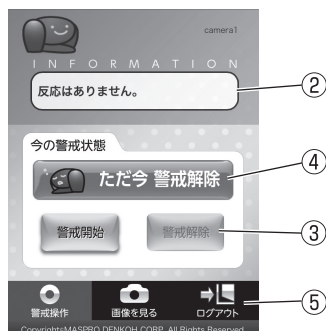 camera1
INFORMATION
反応はありません。
②
今の警戒状態
ただ今 警戒解除
④
警戒開始
警戒解除
③
警戒操作
画像を見る
ログアウト
⑤
CopyrightsMASPRO DENKOH CORP. All Rights Reserved